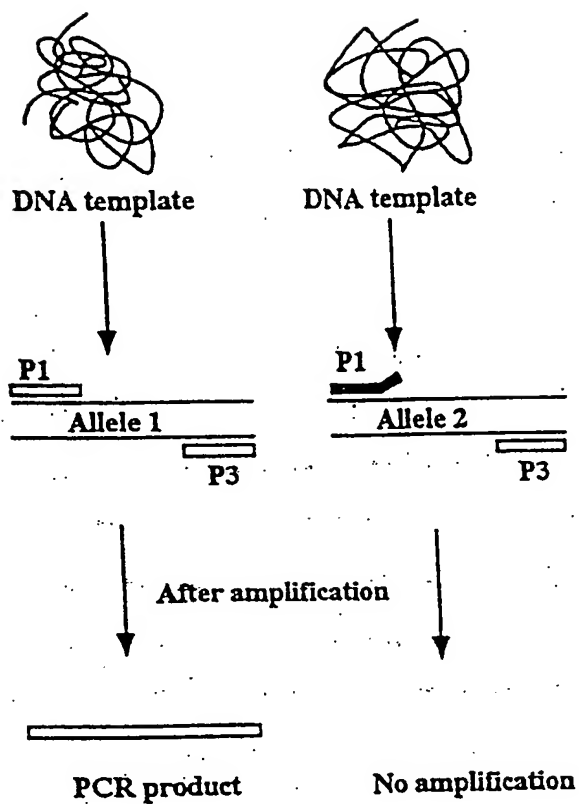 DNA template
DNA template
P1
P1
Allele 1
Allele 2
P3
P3
After amplification
PCR product
No amplification